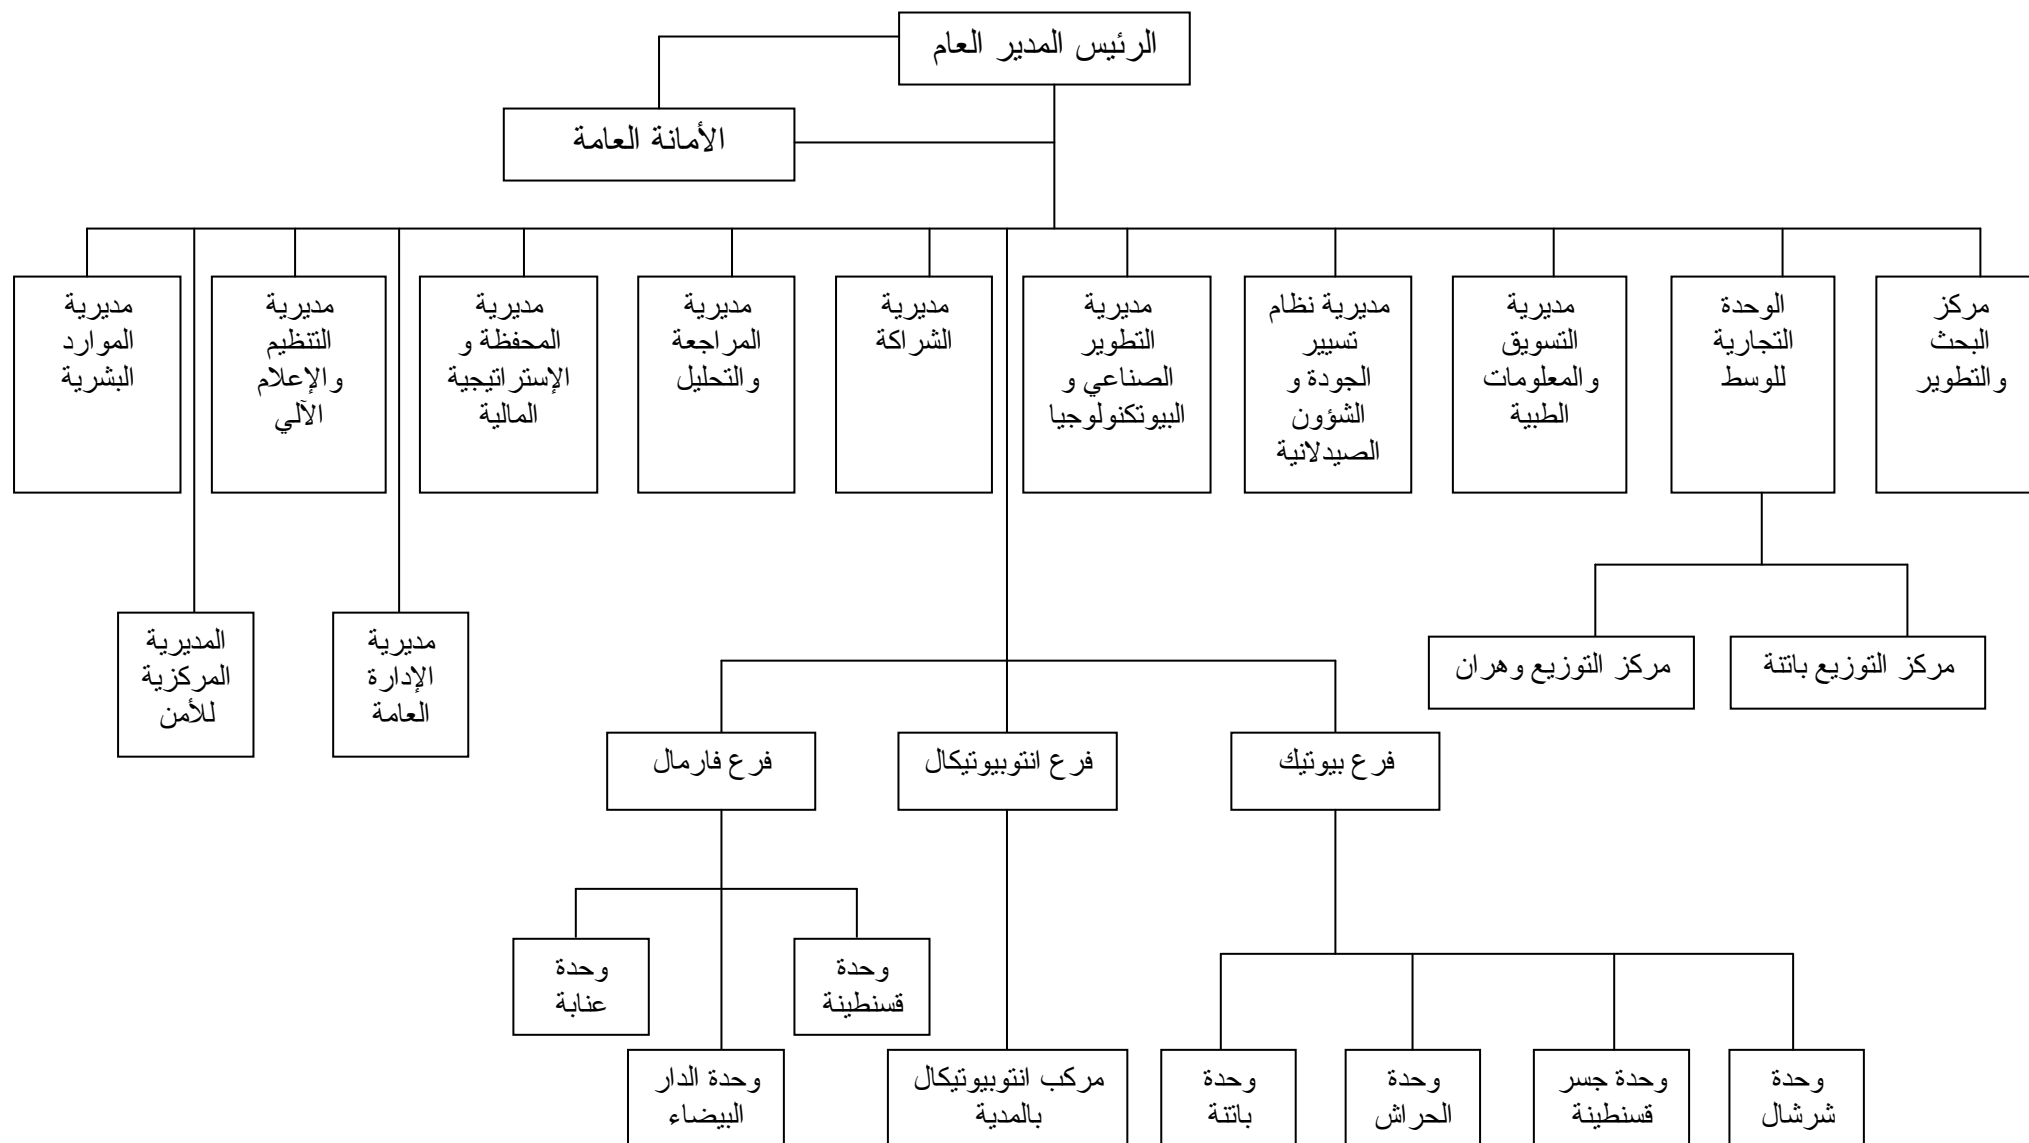 الرئيس المدير العام
الأمانة العامة
مركز
البحث
والتطوير
الوحدة
التجارية
للوسط
مديرية
التسويق
والمعلومات
الطبية
مديرية نظام
تسيير
الجودة و
الشؤون
الصيدلانية
مديرية
التطوير
الصناعي و
البيوتكنولوجيا
مديرية
الشراكة
مديرية
المراجعة
والتحليل
مديرية
المحفظة و
الإستراتيجية
المالية
مديرية
التنظيم
والإعلام
الآلي
مديرية
الموارد
البشرية
مركز التوزيع باتنة
مركز التوزيع وهران
مديرية
الإدارة
العامة
المديرية
المركزية
للأمن
فرع بيوتيك
فرع انتوبيوتيكال
فرع فارمال
وحدة
قسنطينة
وحدة
عنابة
وحدة
شرشال
وحدة جسر
قسنطينة
وحدة
الحراش
وحدة
باتنة
مركب انتوبيوتيكال
بالمدية
وحدة الدار
البيضاء